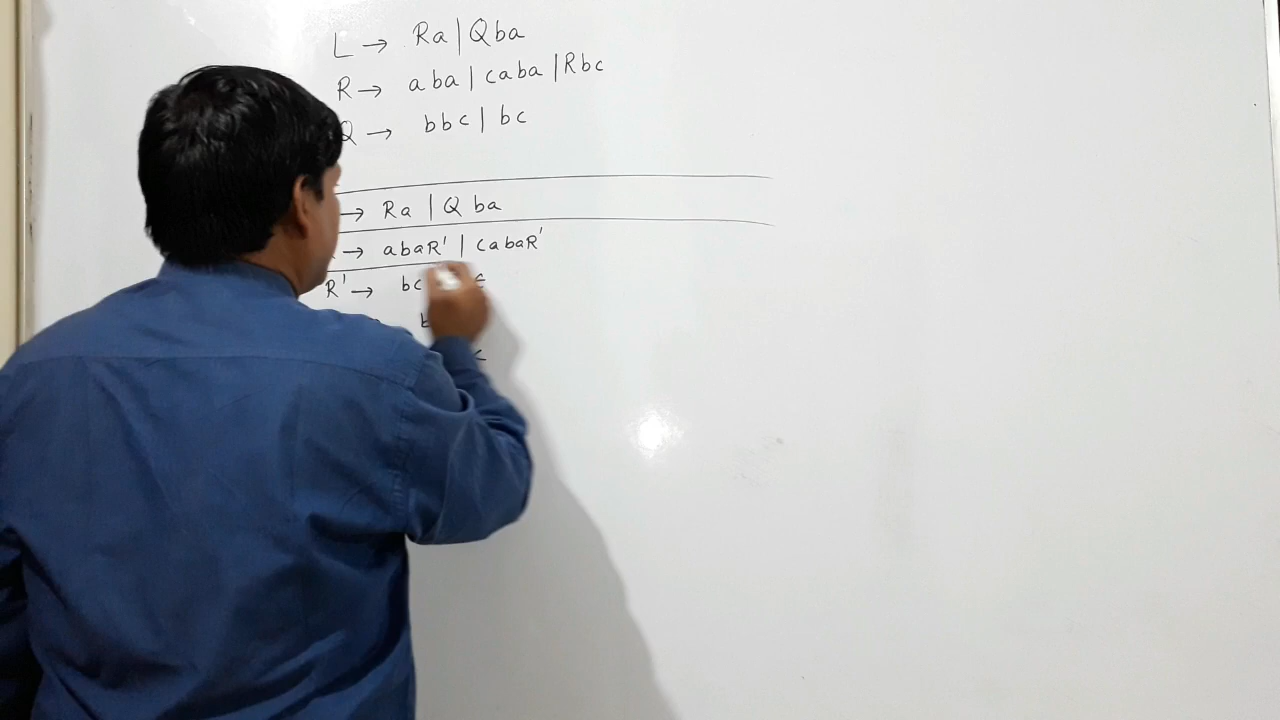 L → Ra | Qba
R → aba | caba | Rbc
Q → bbc | bc
→ Ra | Q ba
→ abaR' | cabaR'
R' → bc
b